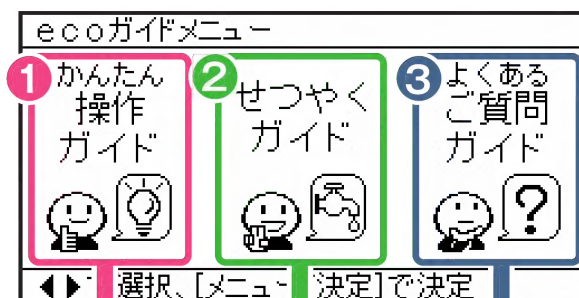 ecoガイドメニュー
1
かんたん
操作
ガイド
2
せつやく
ガイド
3
よくある
ご質問
ガイド
?
◀▶ 選択、[メニュー 決定]で決定